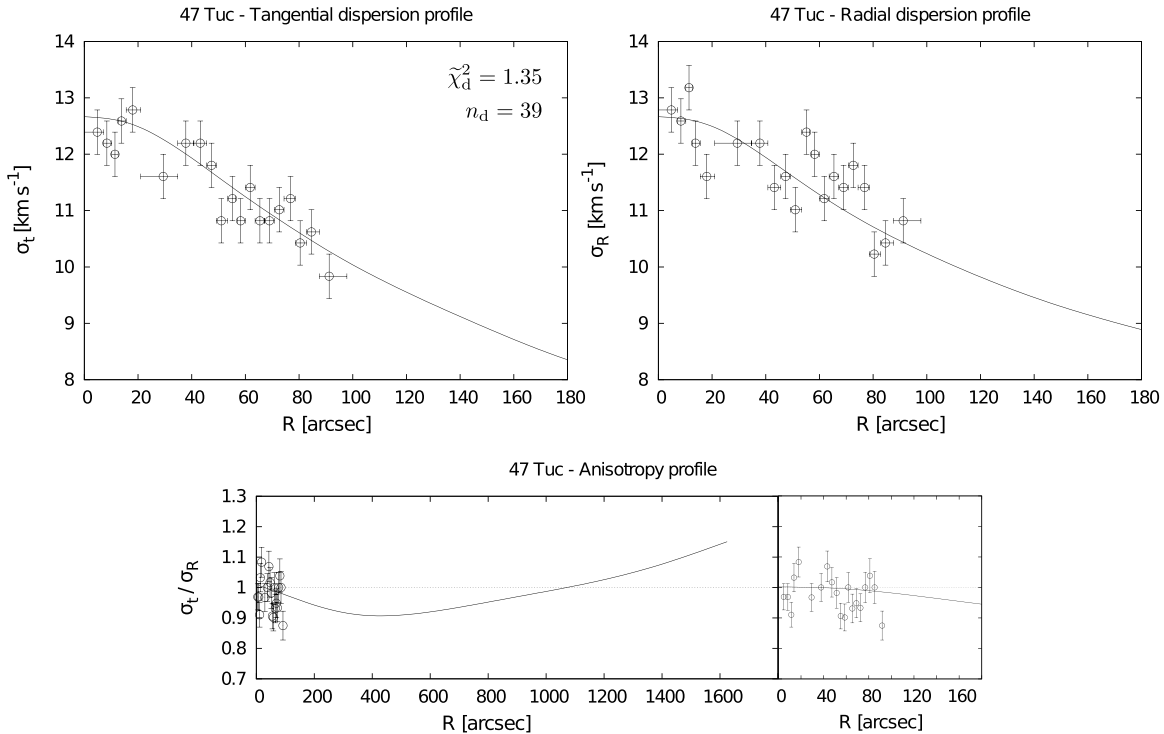 47 Tuc - Tangential dispersion profile
14
13
12
11
10
9
8
σt [km s-1]
χ̃²d = 1.35
nd = 39
0 20 40 60 80 100 120 140 160 180
R [arcsec]
47 Tuc - Radial dispersion profile
14
13
12
11
10
9
8
σR [km s-1]
0 20 40 60 80 100 120 140 160 180
R [arcsec]
47 Tuc - Anisotropy profile
1.3
1.2
1.1
1
0.9
0.8
0.7
σt / σR
0 200 400 600 800 1000 1200 1400 1600
R [arcsec]
0 40 80 120 160
R [arcsec]